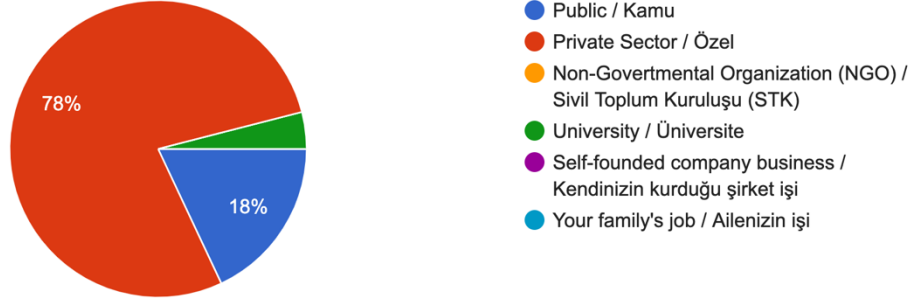 78%
18%
Public / Kamu
Private Sector / Özel
Non-Govertmental Organization (NGO) /
Sivil Toplum Kuruluşu (STK)
University / Üniversite
Self-founded company business /
Kendinizin kurduğu şirket işi
Your family's job / Ailenizin işi